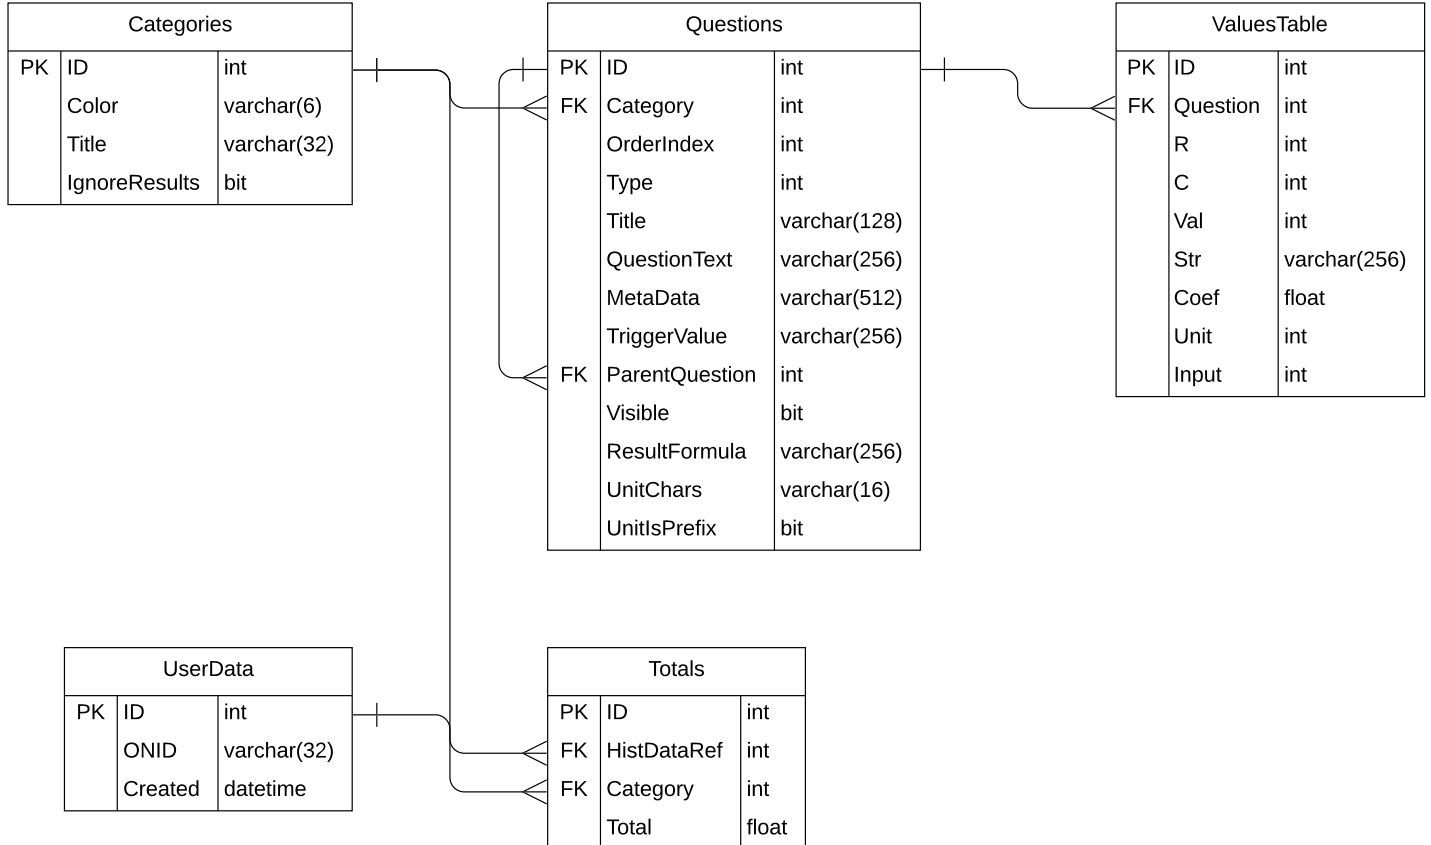 Categories
PK ID int
Color varchar(6)
Title varchar(32)
IgnoreResults bit
Questions
PK ID int
FK Category int
OrderIndex int
Type int
Title varchar(128)
QuestionText varchar(256)
MetaData varchar(512)
TriggerValue varchar(256)
FK ParentQuestion int
Visible bit
ResultFormula varchar(256)
UnitChars varchar(16)
UnitIsPrefix bit
ValuesTable
PK ID int
FK Question int
R int
C int
Val int
Str varchar(256)
Coef float
Unit int
Input int
UserData
PK ID int
ONID varchar(32)
Created datetime
Totals
PK ID int
FK HistDataRef int
FK Category int
Total float